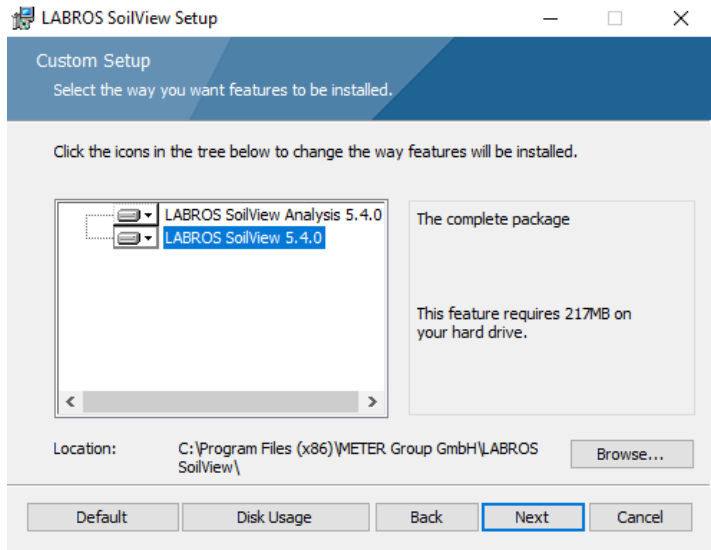 LABROS SoilView Setup
Custom Setup
Select the way you want features to be installed.
Click the icons in the tree below to change the way features will be installed.
LABROS SoilView Analysis 5.4.0
LABROS SoilView 5.4.0
The complete package
This feature requires 217MB on
your hard drive.
Location:
C:\Program Files (x86)\METER Group GmbH\LABROS
SoilView\
Browse...
Default
Disk Usage
Back
Next
Cancel